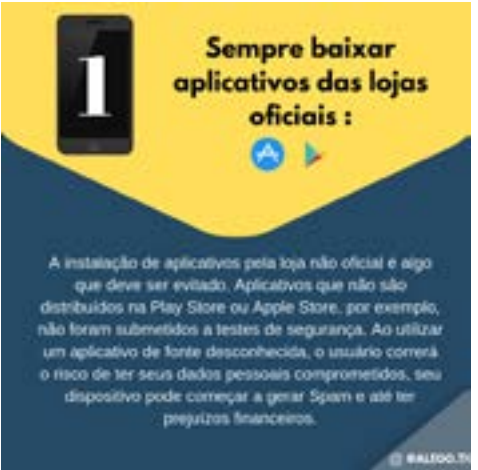 1
Sempre baixar
aplicativos das lojas
oficiais :
A instalação de aplicativos pela loja não oficial é algo
que deve ser evitado. Aplicativos que não são
distribuídos na Play Store ou Apple Store, por exemplo,
não foram submetidos a testes de segurança. Ao utilizar
um aplicativo de fonte desconhecida, o usuário correrá
o risco de ter seus dados pessoais comprometidos, seu
dispositivo pode começar a gerar Spam e até ter
prejuízos financeiros.